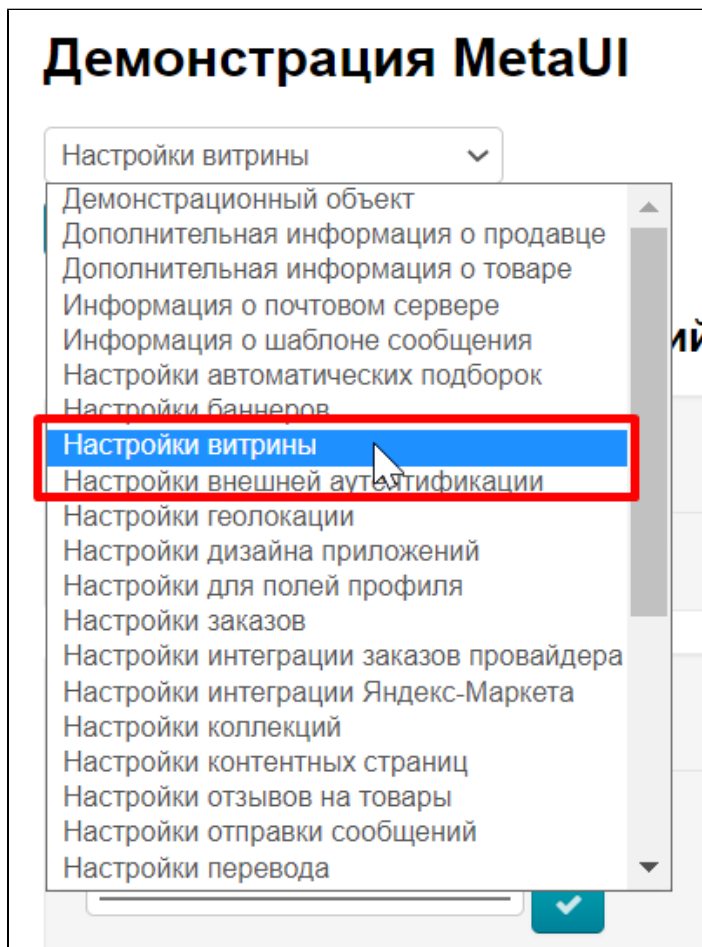 Демонстрация MetaUI
Настройки витрины
Демонстрационный объект
Дополнительная информация о продавце
Дополнительная информация о товаре
Информация о почтовом сервере
Информация о шаблоне сообщения
ий
Настройки автоматических подборок
Настройки баннеров
Настройки витрины
Настройки внешней аутентификации
Настройки геолокации
Настройки дизайна приложений
Настройки для полей профиля
Настройки заказов
Настройки интеграции заказов провайдера
Настройки интеграции Яндекс-Маркета
Настройки коллекций
Настройки контентных страниц
Настройки отзывов на товары
Настройки отправки сообщений
Настройки перевода